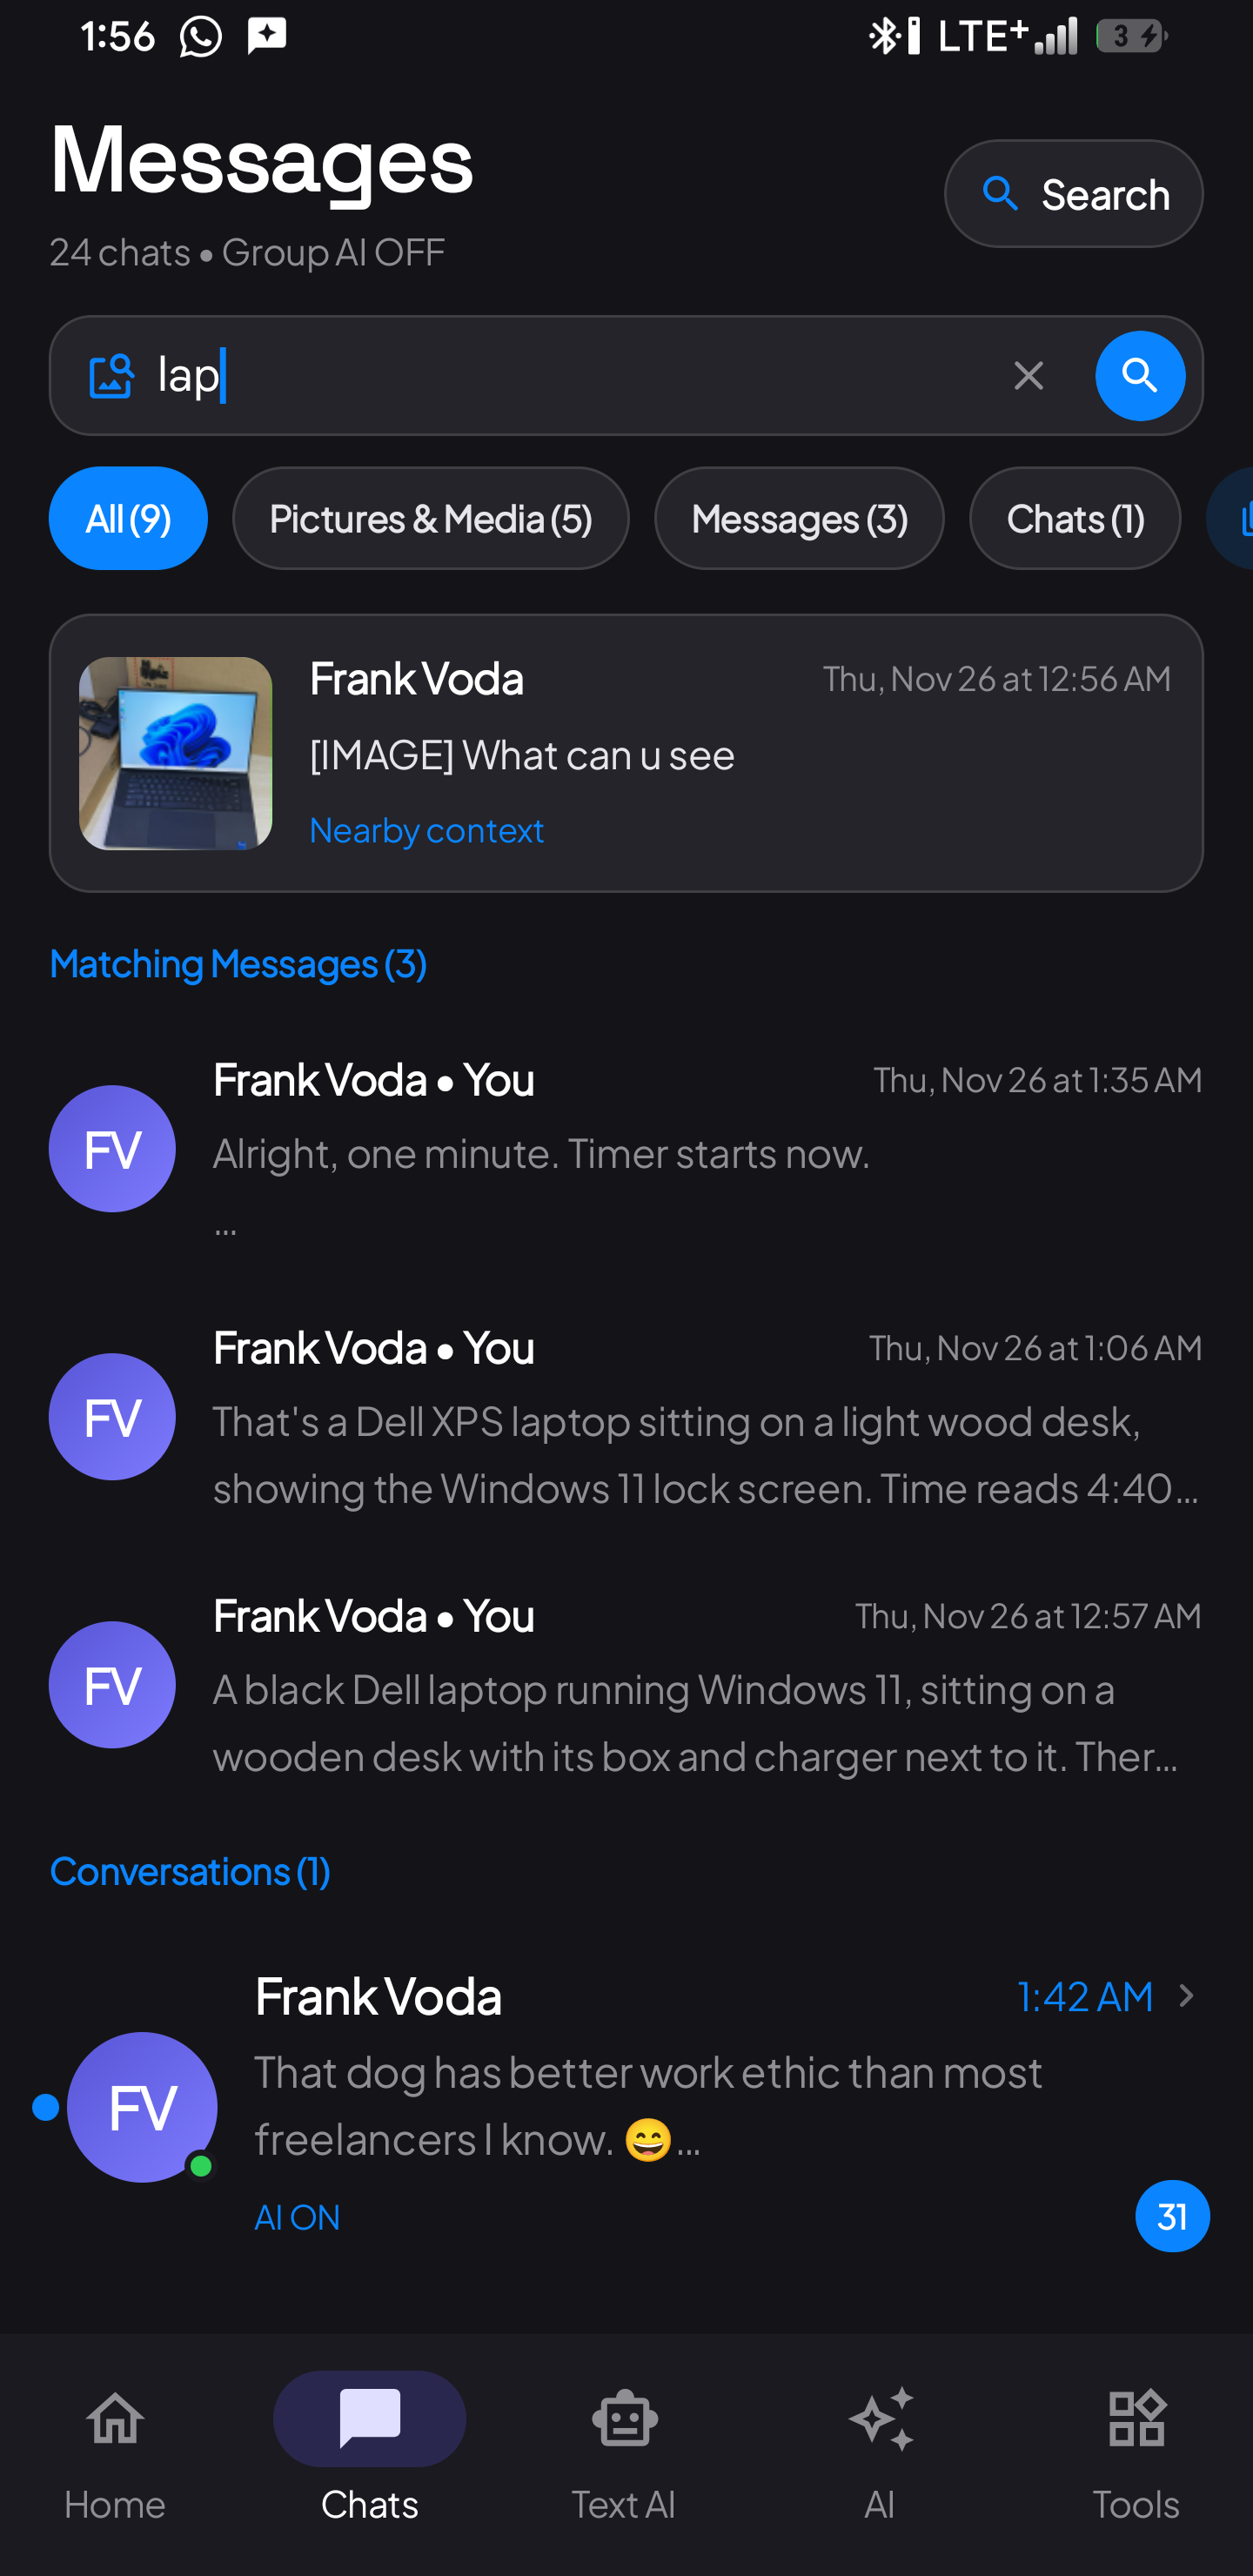 1:56
LTE+
3
Messages
24 chats • Group AI OFF
Search
lap
All (9)
Pictures & Media (5)
Messages (3)
Chats (1)
Frank Voda
Thu, Nov 26 at 12:56 AM
[IMAGE] What can u see
Nearby context
Matching Messages (3)
FV
Frank Voda • You
Thu, Nov 26 at 1:35 AM
Alright, one minute. Timer starts now.
...
FV
Frank Voda • You
Thu, Nov 26 at 1:06 AM
That's a Dell XPS laptop sitting on a light wood desk,
showing the Windows 11 lock screen. Time reads 4:40...
FV
Frank Voda • You
Thu, Nov 26 at 12:57 AM
A black Dell laptop running Windows 11, sitting on a
wooden desk with its box and charger next to it. Ther...
Conversations (1)
FV
Frank Voda
1:42 AM
That dog has better work ethic than most
freelancers I know. 😄...
AI ON
31
Home
Chats
Text AI
AI
Tools